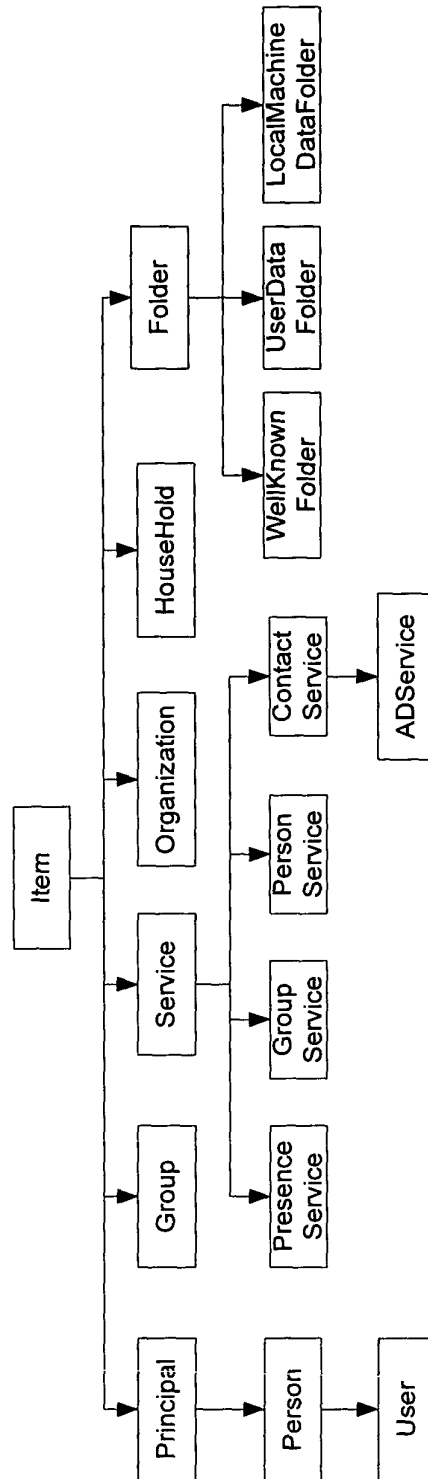 Item
Principal
Group
Service
Organization
HouseHold
Folder
Person
Presence
Service
Group
Service
Person
Service
Contact
Service
WellKnown
Folder
UserData
Folder
LocalMachine
DataFolder
User
ADService